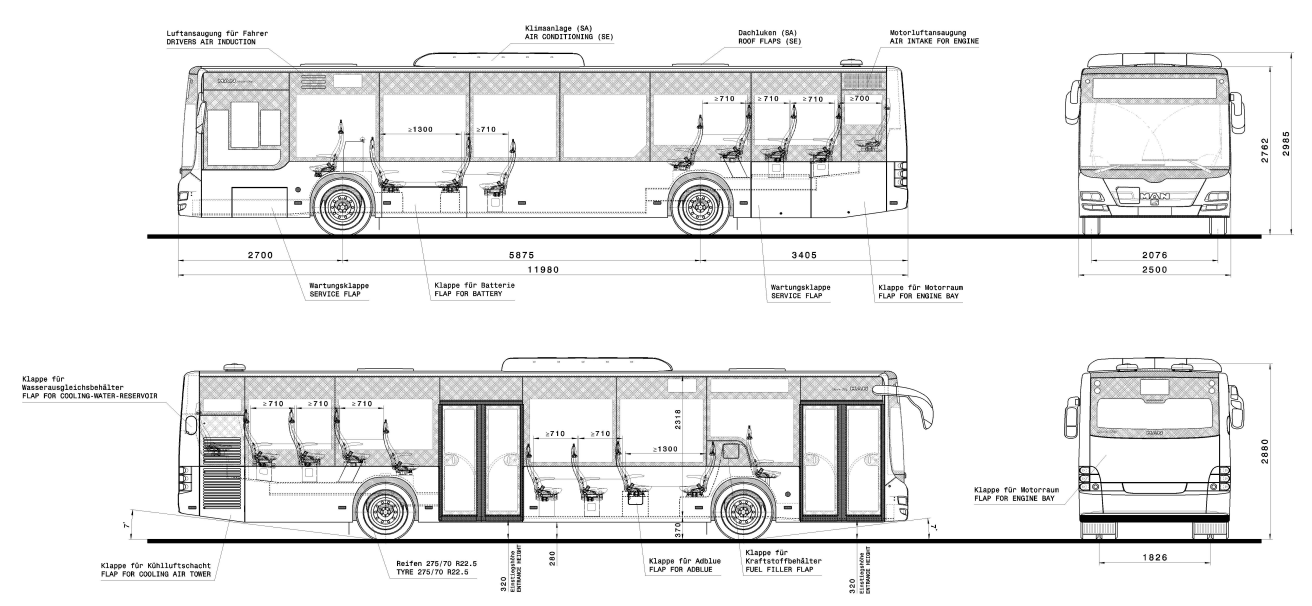 Luftansaugung für Fahrer
DRIVERS AIR INDUCTION
Klimaanlage (SA)
AIR CONDITIONING (SE)
Dachluken (SA)
ROOF FLAPS (SE)
Motorluftansaugung
AIR INTAKE FOR ENGINE
≥1300
≥710
≥710
≥710
≥710
≥700
2700
5875
3405
11980
Wartungsklappe
SERVICE FLAP
Klappe für Batterie
FLAP FOR BATTERY
Wartungsklappe
SERVICE FLAP
Klappe für Motorraum
FLAP FOR ENGINE BAY
MAN
2762
2985
2076
2500
Klappe für
Wasserausgleichsbehälter
FLAP FOR COOLING-WATER-RESERVOIR
≥710
≥710
≥710
≥710
≥710
≥1300
2318
7°
7°
370
280
320
Einstiegshöhe
ENTRANCE HEIGHT
320
Einstiegshöhe
ENTRANCE HEIGHT
Klappe für Kühlluftschacht
FLAP FOR COOLING AIR TOWER
Reifen 275/70 R22.5
TYRE 275/70 R22.5
Klappe für Adblue
FLAP FOR ADBLUE
Klappe für
Kraftstoffbehälter
FUEL FILLER FLAP
Klappe für Motorraum
FLAP FOR ENGINE BAY
2880
1826